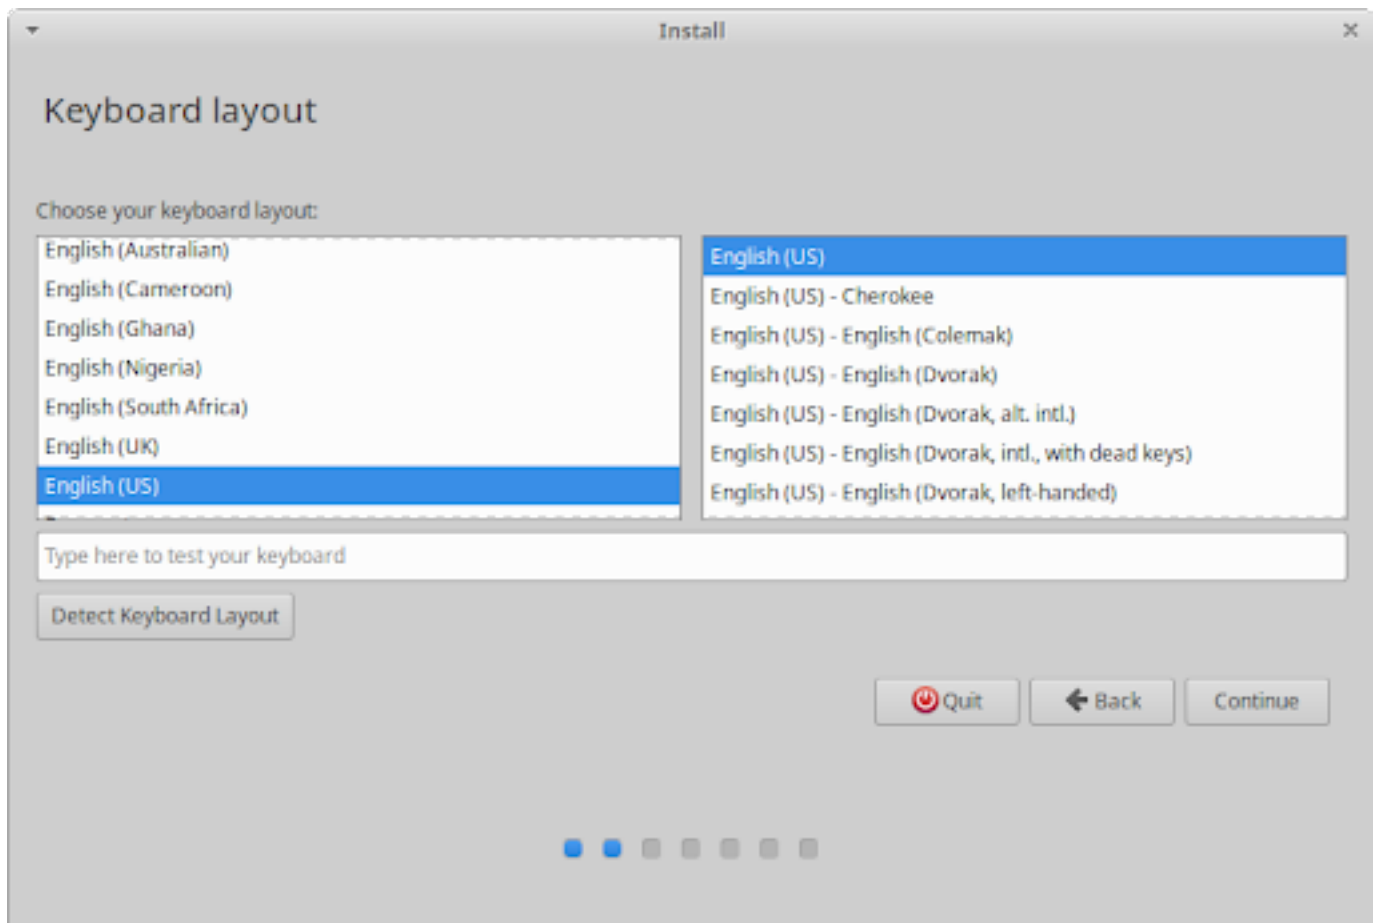 Install
Keyboard layout
Choose your keyboard layout:
English (Australian)
English (Cameroon)
English (Ghana)
English (Nigeria)
English (South Africa)
English (UK)
English (US)
English (US)
English (US) - Cherokee
English (US) - English (Colemak)
English (US) - English (Dvorak)
English (US) - English (Dvorak, alt. intl.)
English (US) - English (Dvorak, intl., with dead keys)
English (US) - English (Dvorak, left-handed)
Type here to test your keyboard
Detect Keyboard Layout
Quit
Back
Continue